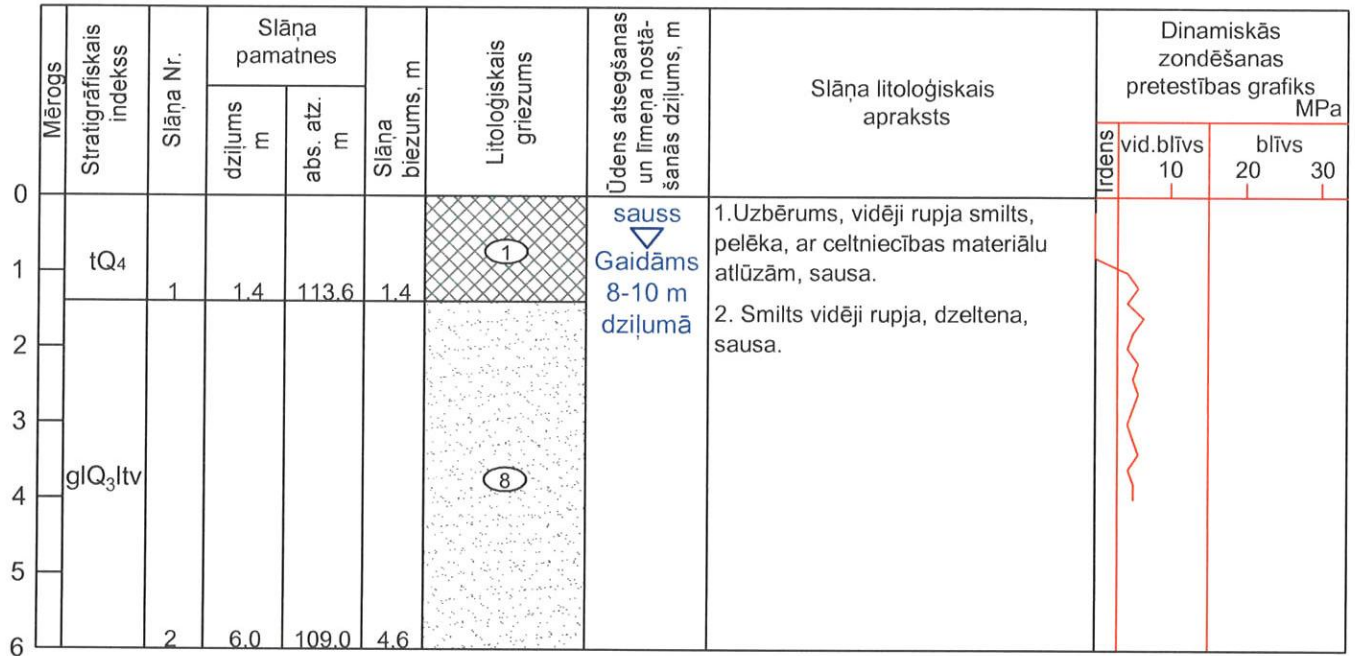 Mērogs
Stratigrāfiskais
indekss
Slāņa Nr.
Slāņa
pamatnes
dziļums
m
abs. atz.
m
Slāņa
biezums, m
Litoloģiskais
griezums
Ūdens atsegšanas
un līmeņa nostā-
šanās dziļums, m
Slāņa litoloģiskais
apraksts
Dinamiskās
zondēšanas
pretestības grafiks
MPa
Irdens
vid.blīvs
blīvs
10
20
30
0
1
2
3
4
5
6
tQ4
1
1.4
113.6
1.4
1
sauss
Gaidāms
8-10 m
dziļumā
1.Uzbērums, vidēji rupja smilts,
pelēka, ar celtniecības materiālu
atlūzām, sausa.
2. Smilts vidēji rupja, dzeltena,
sausa.
glQ₃ltv
8
2
6.0
109.0
4.6